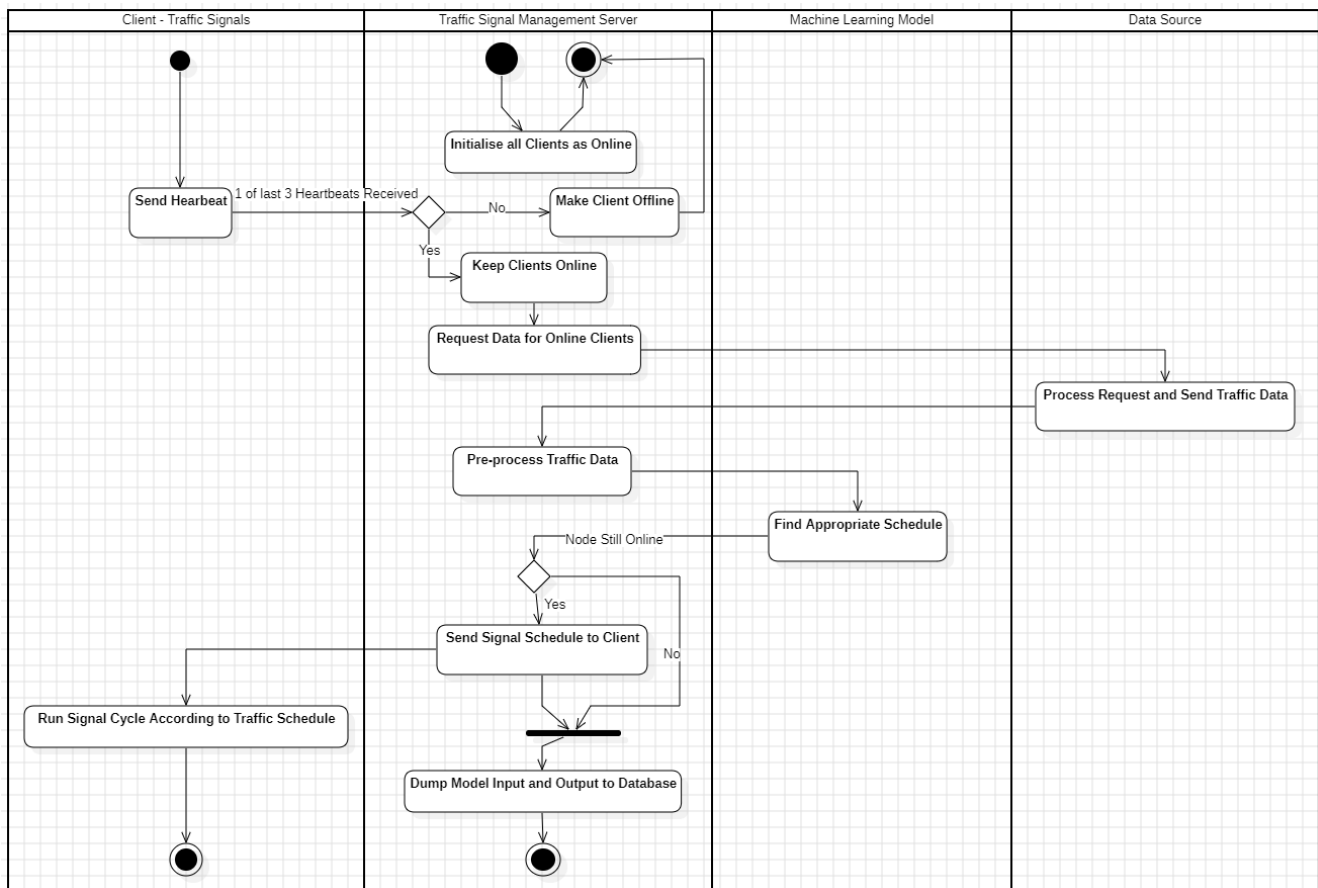 Client - Traffic Signals
Traffic Signal Management Server
Machine Learning Model
Data Source
Initialise all Clients as Online
1 of last 3 Heartbeats Received
Send Hearbeat
No
Make Client Offline
Yes
Keep Clients Online
Request Data for Online Clients
Process Request and Send Traffic Data
Pre-process Traffic Data
Find Appropriate Schedule
Node Still Online
Yes
Send Signal Schedule to Client
No
Run Signal Cycle According to Traffic Schedule
Dump Model Input and Output to Database